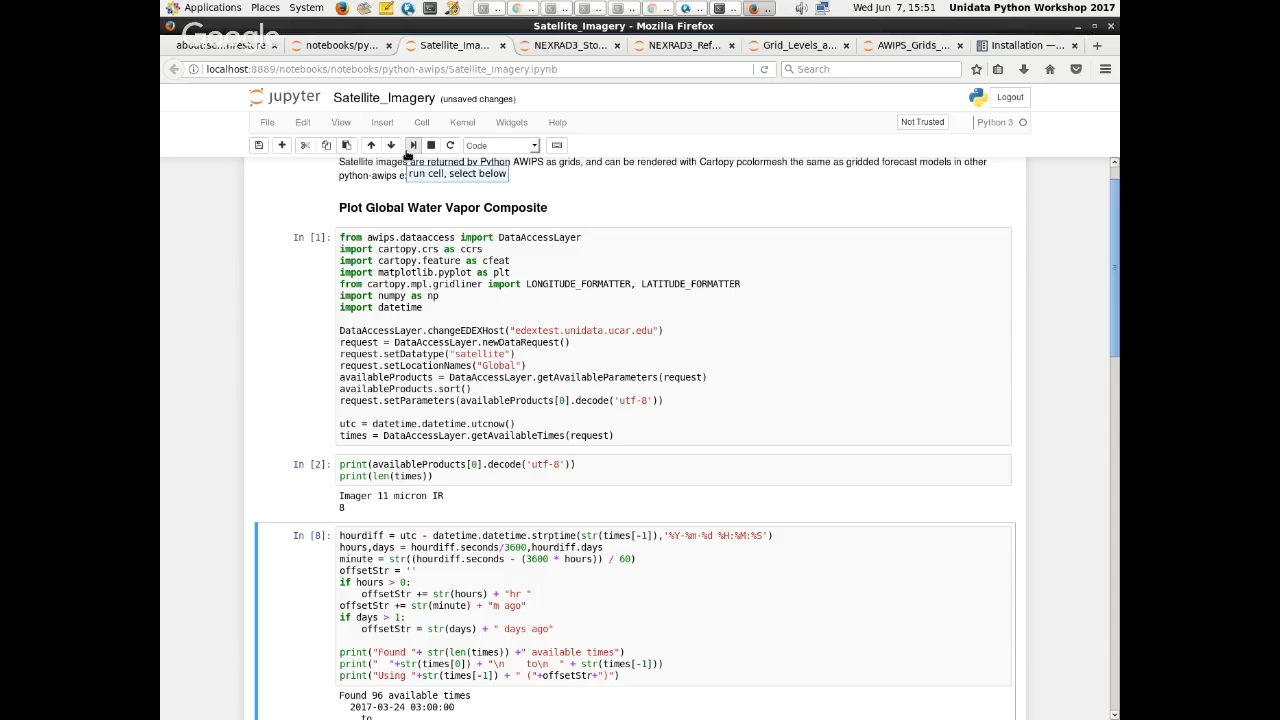 Applications Places System Wed Jun 7, 15:51 Unidata Python Workshop 2017
Satellite_Imagery - Mozilla Firefox
Google
notebooks/py... Satellite_Ima... NEXRAD3_Sto... NEXRAD3_Ref... Grid_Levels_a... AWIPS_Grids_... Installation —...
localhost:8889/notebooks/notebooks/python-awips/Satellite_Imagery.ipynb Search
jupyter Satellite_Imagery (unsaved changes) Logout
File Edit View Insert Cell Kernel Widgets Help Not Trusted Python 3
Code
Satellite images are returned by Python AWIPS as grids, and can be rendered with Cartopy pcolormesh the same as gridded forecast models in other
python-awips e
run cell, select below
Plot Global Water Vapor Composite
In [1]: from awips.dataaccess import DataAccessLayer
import cartopy.crs as ccrs
import cartopy.feature as cfeat
import matplotlib.pyplot as plt
from cartopy.mpl.gridliner import LONGITUDE_FORMATTER, LATITUDE_FORMATTER
import numpy as np
import datetime
DataAccessLayer.changeEDEXHost("edextest.unidata.ucar.edu")
request = DataAccessLayer.newDataRequest()
request.setDatatype("satellite")
request.setLocationNames("Global")
availableProducts = DataAccessLayer.getAvailableParameters(request)
availableProducts.sort()
request.setParameters(availableProducts[0].decode('utf-8'))
utc = datetime.datetime.utcnow()
times = DataAccessLayer.getAvailableTimes(request)
In [2]: print(availableProducts[0].decode('utf-8'))
print(len(times))
Imager 11 micron IR
8
In [8]: hourdiff = utc - datetime.datetime.strptime(str(times[-1]),'%Y-%m-%d %H:%M:%S')
hours,days = hourdiff.seconds/3600,hourdiff.days
minute = str((hourdiff.seconds - (3600 * hours)) / 60)
offsetStr = ''
if hours > 0:
offsetStr += str(hours) + "hr "
offsetStr += str(minute) + "m ago"
if days > 1:
offsetStr = str(days) + " days ago"
print("Found "+ str(len(times)) +" available times")
print("  "+str(times[0]) + "\n    to\n  " + str(times[-1]))
print("Using "+str(times[-1]) + " ("+offsetStr+")")
Found 96 available times
2017-03-24 03:00:00
to